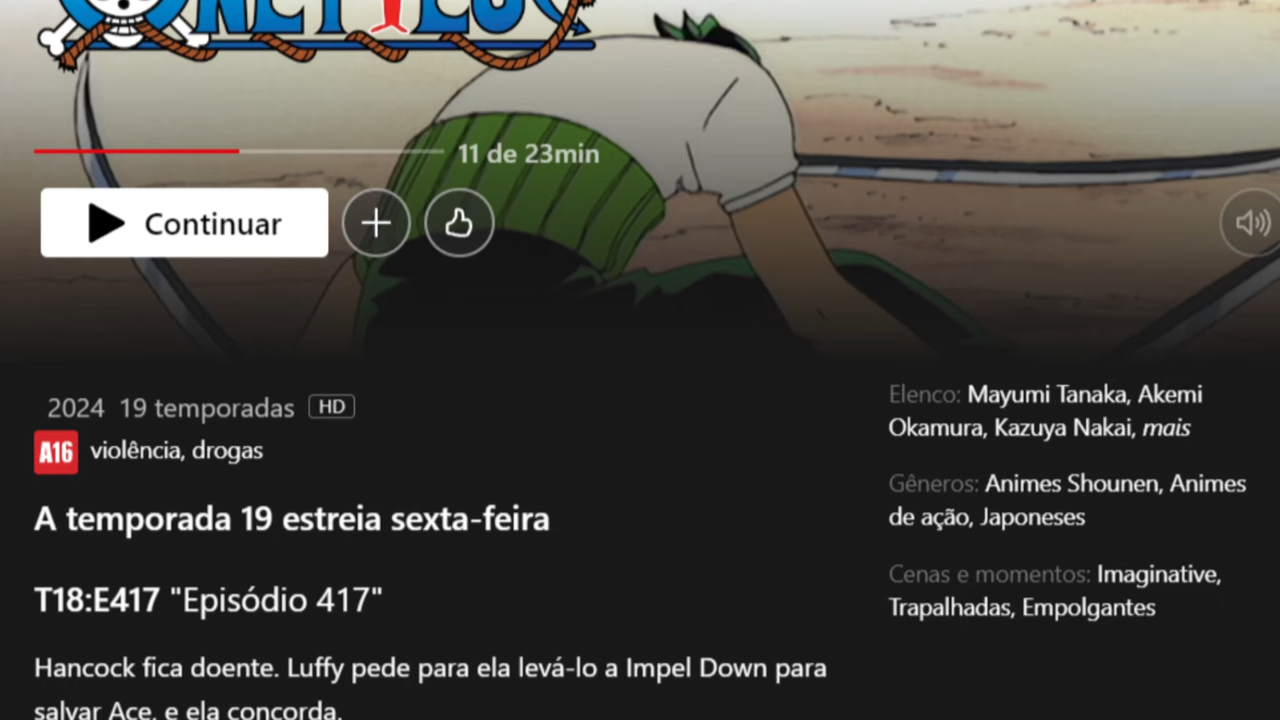 ONE PIECE
11 de 23min
Continuar
2024 19 temporadas HD
A16 violência, drogas
A temporada 19 estreia sexta-feira
T18:E417 "Episódio 417"
Hancock fica doente. Luffy pede para ela levá-lo a Impel Down para
salvar Ace, e ela concorda.
Elenco: Mayumi Tanaka, Akemi
Okamura, Kazuya Nakai, mais
Gêneros: Animes Shounen, Animes
de ação, Japoneses
Cenas e momentos: Imaginative,
Trapalhadas, Empolgantes